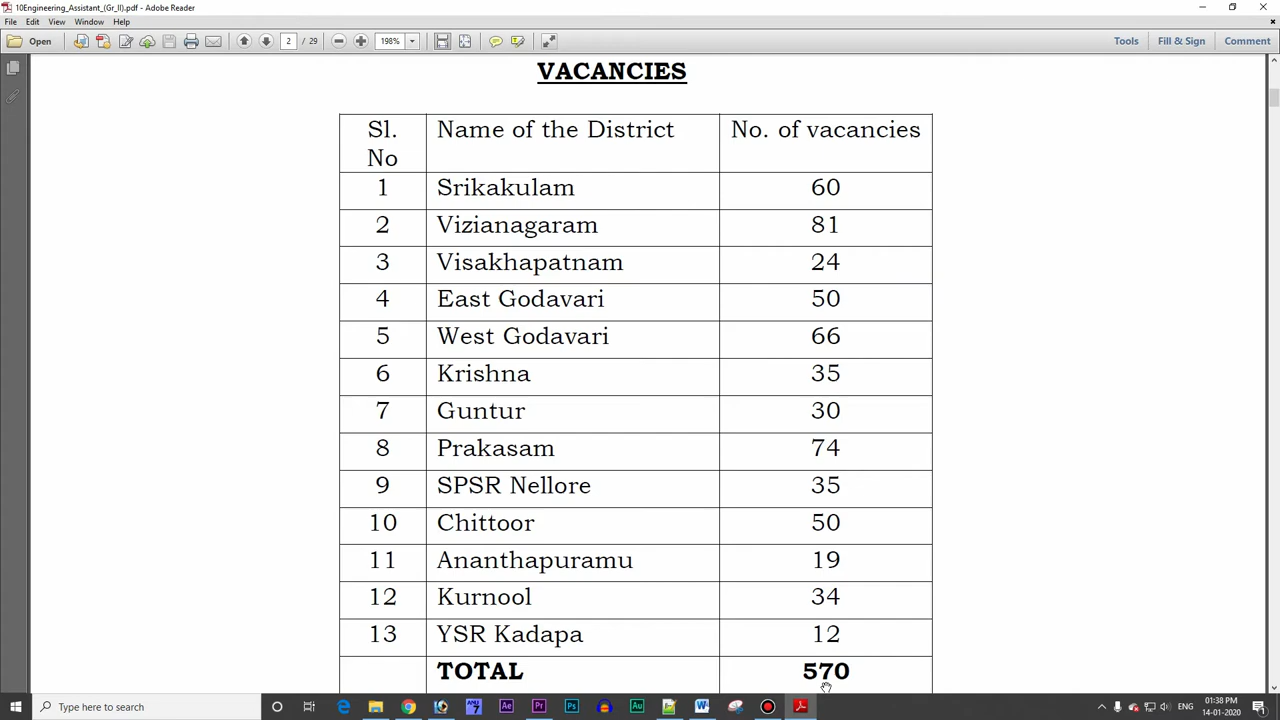 10Engineering_Assistant_(Gr_II).pdf - Adobe Reader
File Edit View Window Help
Open 2 / 29 198% Tools Fill & Sign Comment
VACANCIES
Sl. No Name of the District No. of vacancies
1 Srikakulam 60
2 Vizianagaram 81
3 Visakhapatnam 24
4 East Godavari 50
5 West Godavari 66
6 Krishna 35
7 Guntur 30
8 Prakasam 74
9 SPSR Nellore 35
10 Chittoor 50
11 Ananthapuramu 19
12 Kurnool 34
13 YSR Kadapa 12
TOTAL 570
Type here to search Ae Pr Ps Au 01:38 PM
14-01-2020